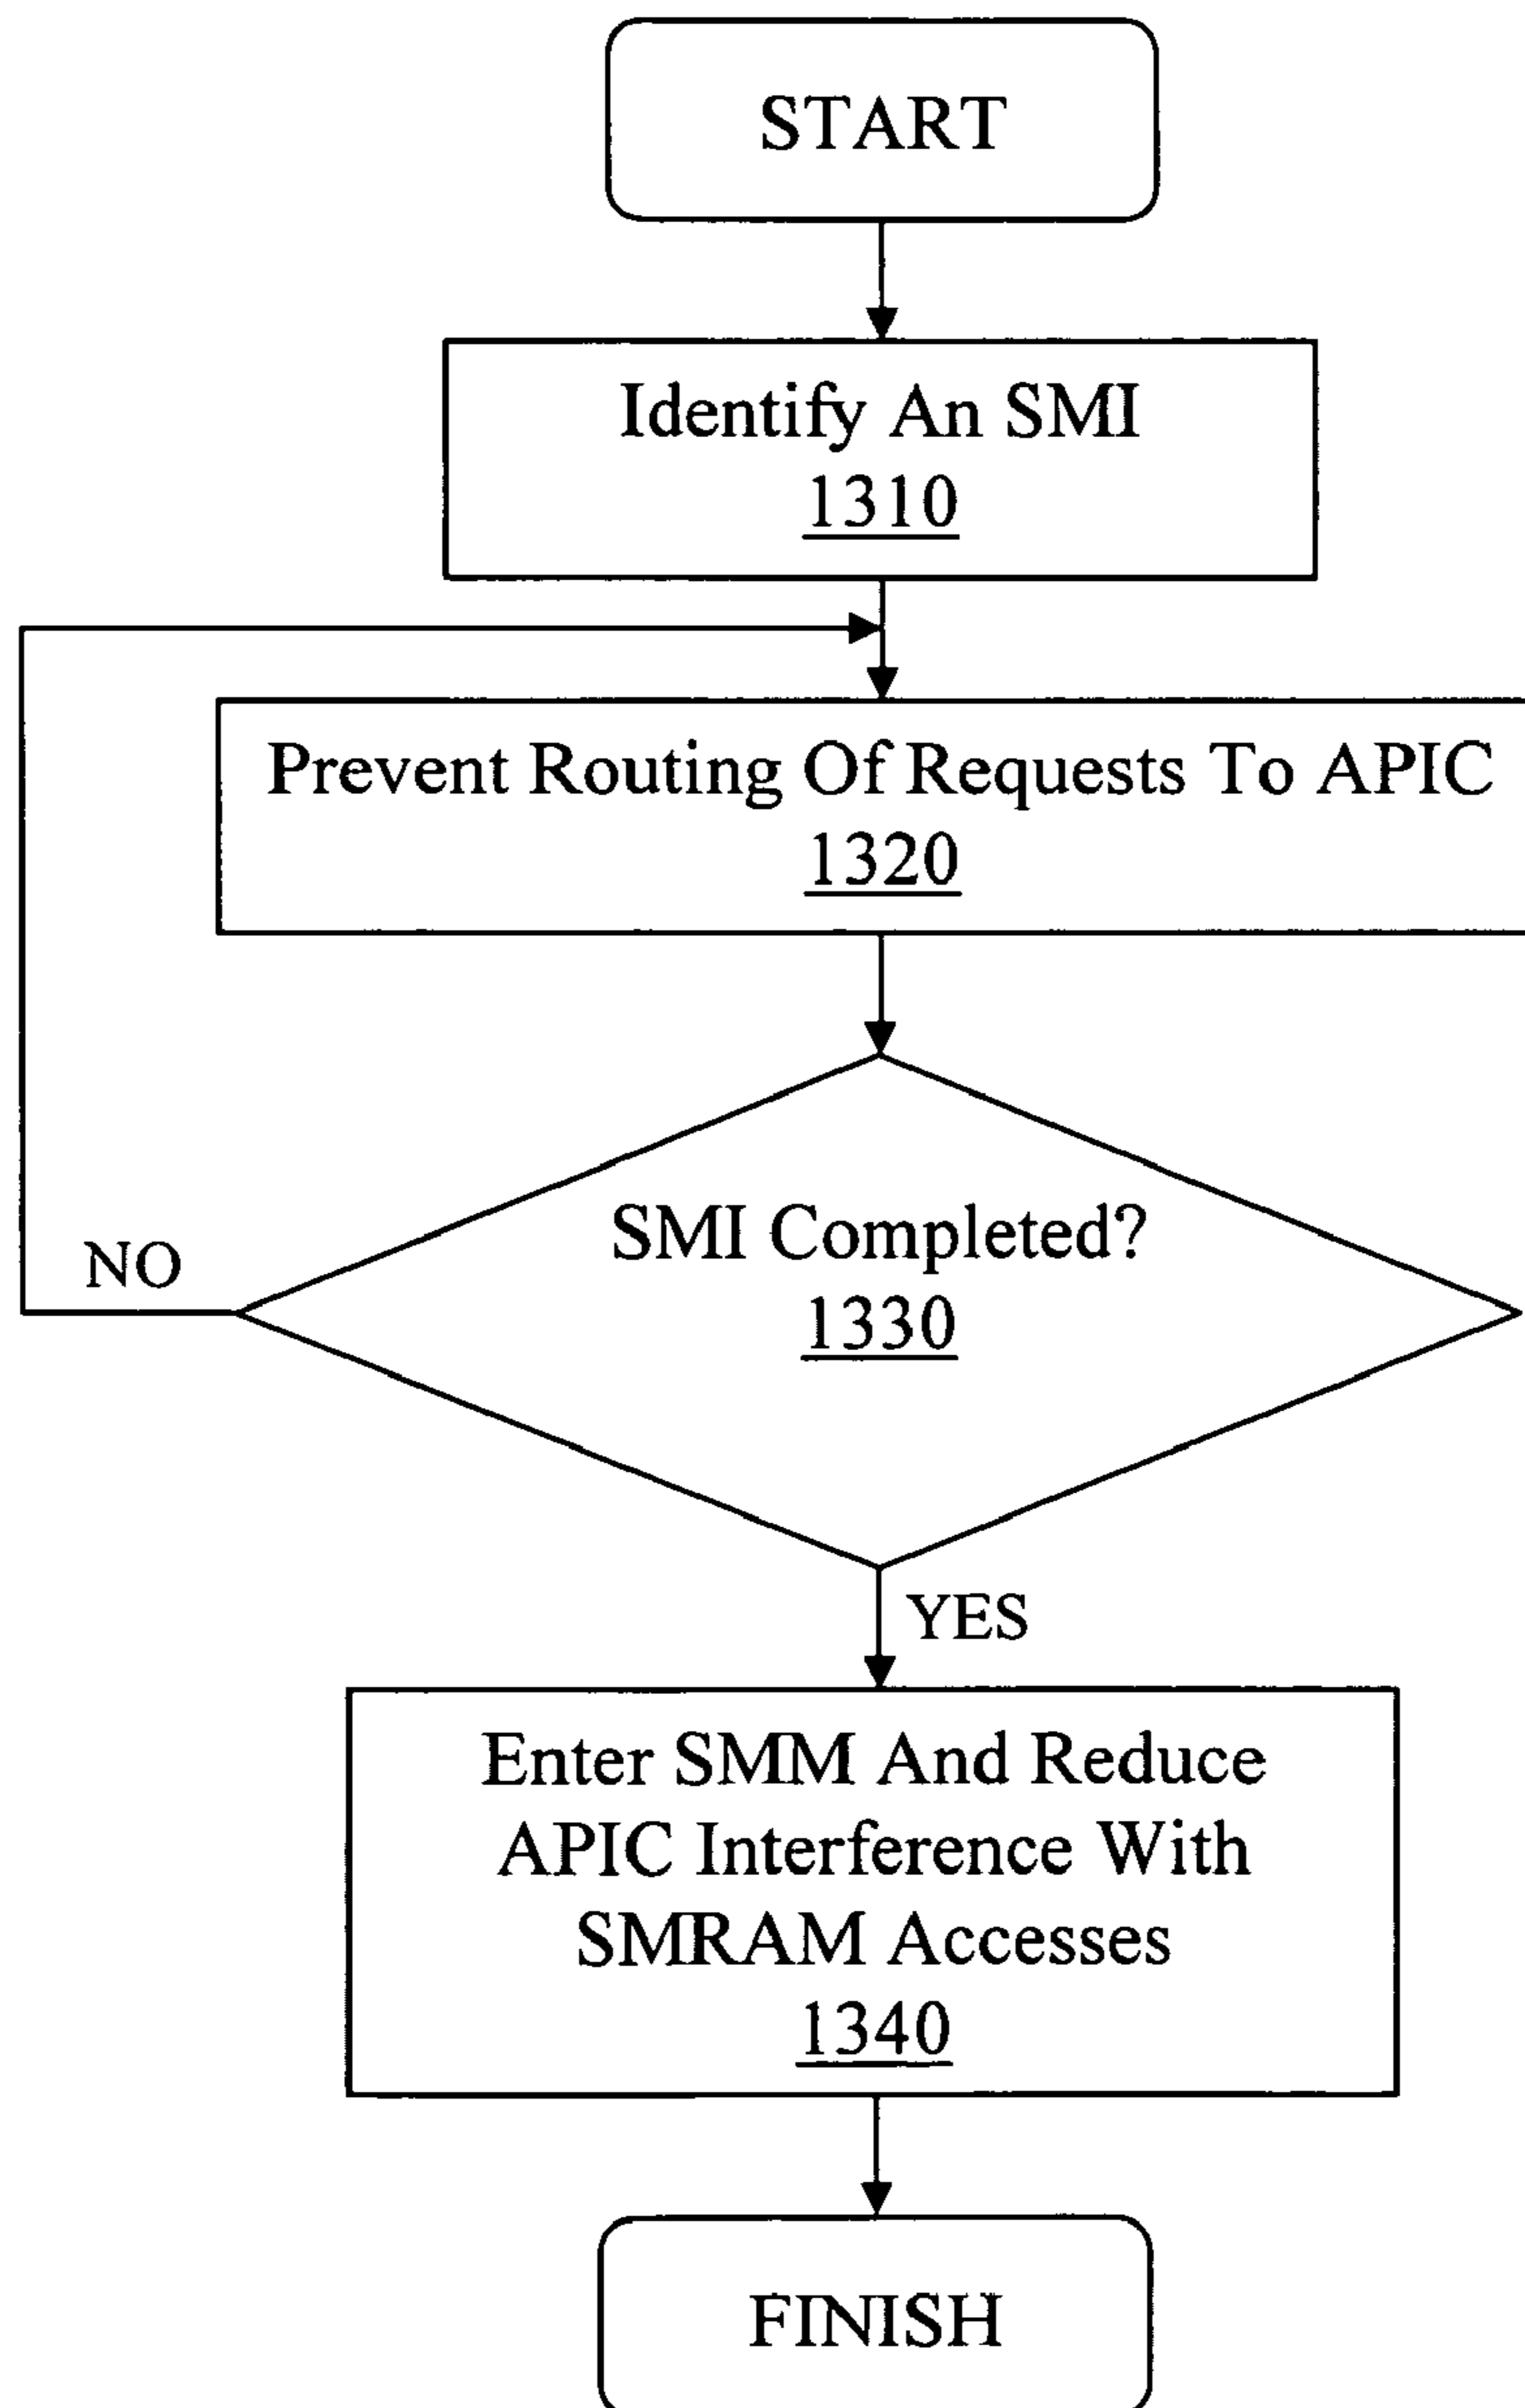 START
Identify An SMI
1310
Prevent Routing Of Requests To APIC
1320
SMI Completed?
1330
NO
YES
Enter SMM And Reduce
APIC Interference With
SMRAM Accesses
1340
FINISH